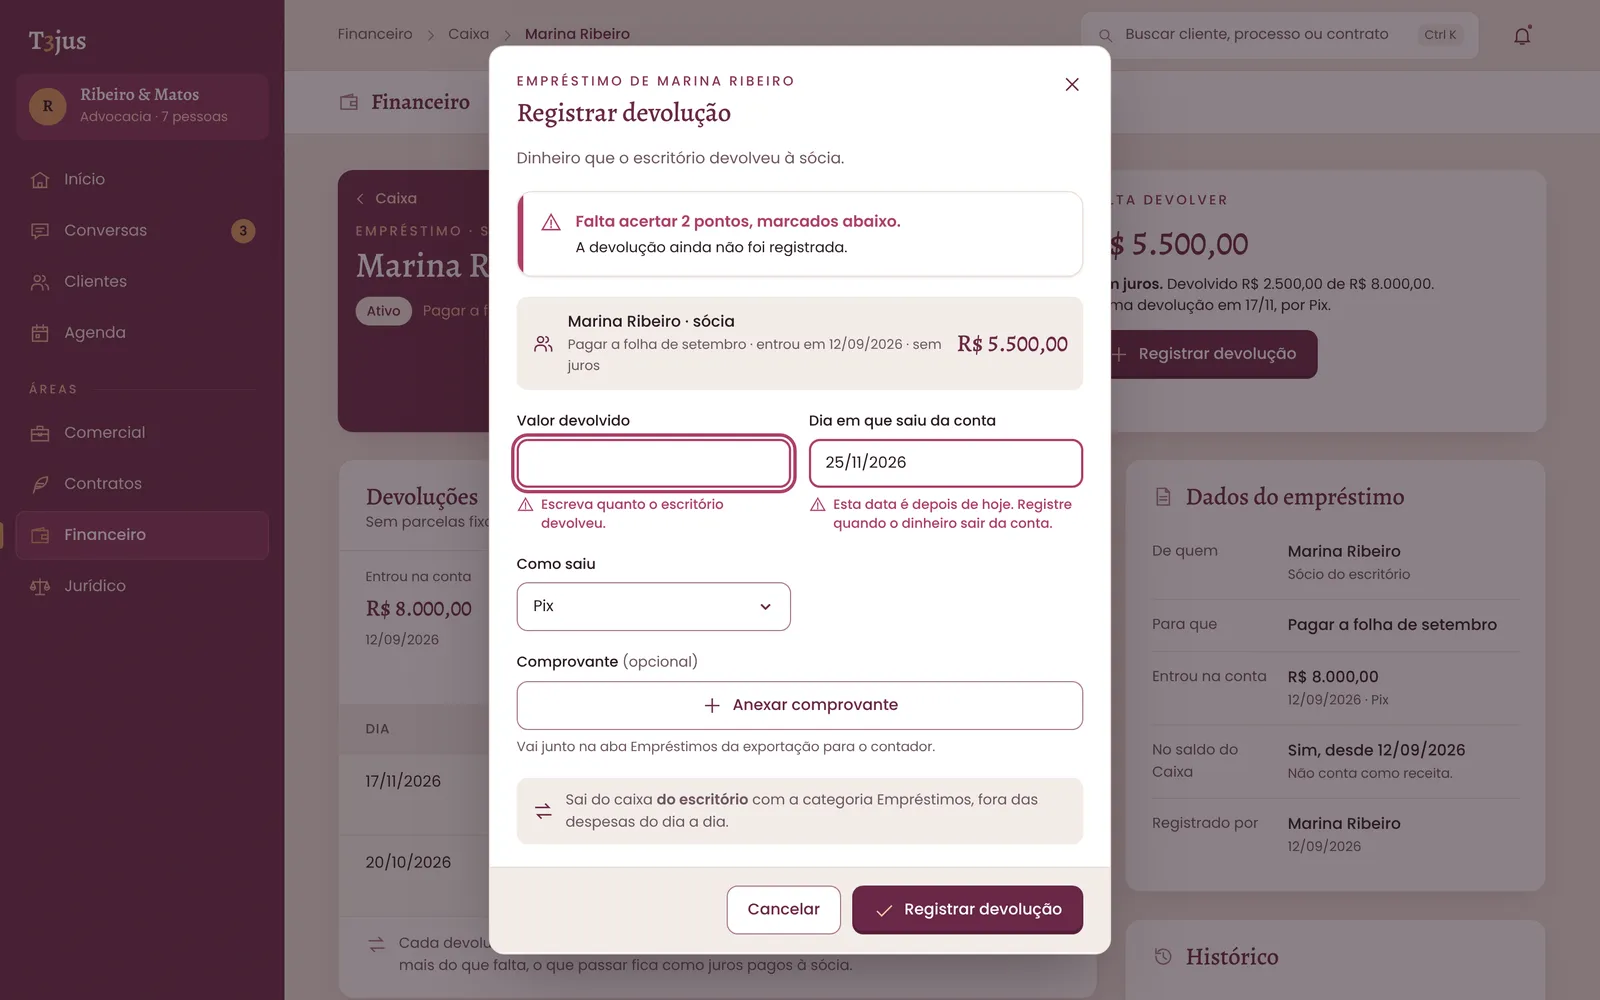 T3jus
R
Ribeiro & Matos
Advocacia · 7 pessoas
Início
Conversas
3
Clientes
Agenda
ÁREAS
Comercial
Contratos
Financeiro
Jurídico
Financeiro
Caixa
Marina Ribeiro
Buscar cliente, processo ou contrato
Ctrl K
Financeiro
Caixa
EMPRÉSTIMO · S
Marina R
Ativo
Pagar a f
LTA DEVOLVER
$ 5.500,00
m juros. Devolvido R$ 2.500,00 de R$ 8.000,00.
ma devolução em 17/11, por Pix.
Registrar devolução
Devoluções
Sem parcelas fixa
Entrou na conta
R$ 8.000,00
12/09/2026
DIA
17/11/2026
20/10/2026
Cada devolu
mais do que falta, o que passar fica como juros pagos à sócia.
EMPRÉSTIMO DE MARINA RIBEIRO
Registrar devolução
Dinheiro que o escritório devolveu à sócia.
Falta acertar 2 pontos, marcados abaixo.
A devolução ainda não foi registrada.
Marina Ribeiro · sócia
Pagar a folha de setembro · entrou em 12/09/2026 · sem
juros
R$ 5.500,00
Valor devolvido
Escreva quanto o escritório
devolveu.
Dia em que saiu da conta
25/11/2026
Esta data é depois de hoje. Registre
quando o dinheiro sair da conta.
Como saiu
Pix
Comprovante (opcional)
Anexar comprovante
Vai junto na aba Empréstimos da exportação para o contador.
Sai do caixa do escritório com a categoria Empréstimos, fora das
despesas do dia a dia.
Cancelar
Registrar devolução
Dados do empréstimo
De quem
Marina Ribeiro
Sócio do escritório
Para que
Pagar a folha de setembro
Entrou na conta
R$ 8.000,00
12/09/2026 · Pix
No saldo do
Caixa
Sim, desde 12/09/2026
Não conta como receita.
Registrado por
Marina Ribeiro
12/09/2026
Histórico